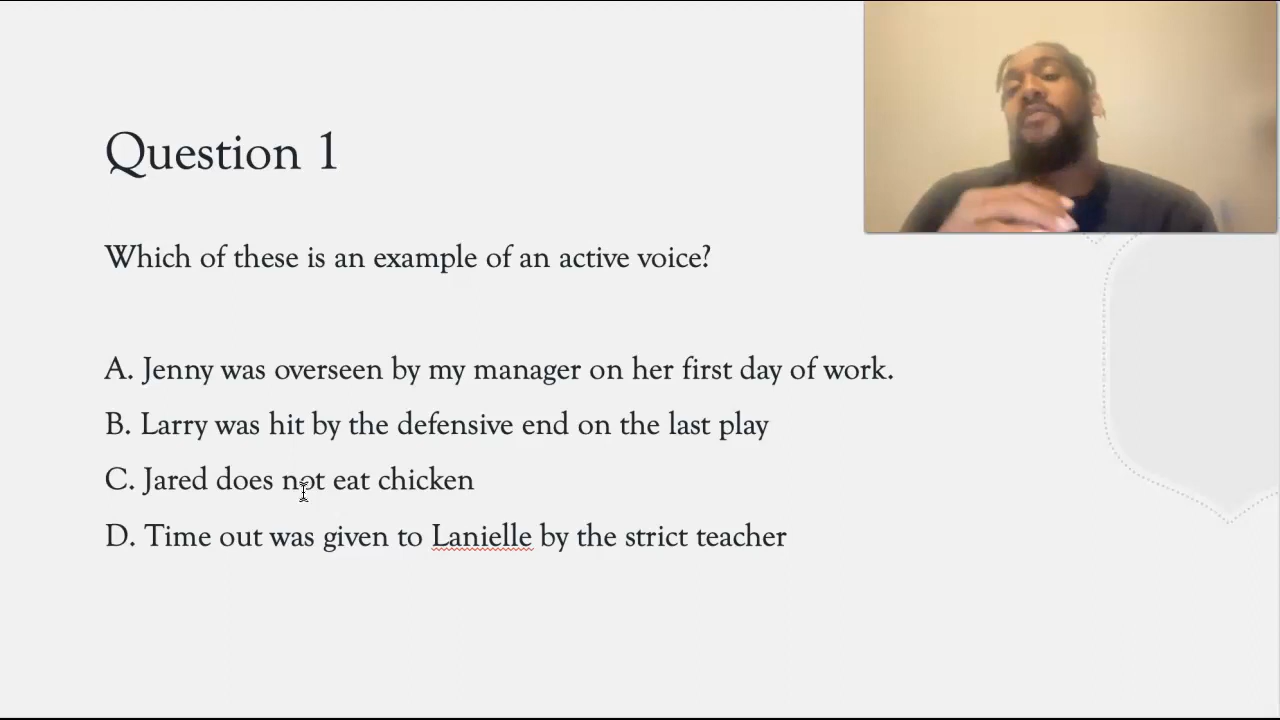 Question 1
Which of these is an example of an active voice?
A. Jenny was overseen by my manager on her first day of work.
B. Larry was hit by the defensive end on the last play
C. Jared does not eat chicken
D. Time out was given to Lanielle by the strict teacher